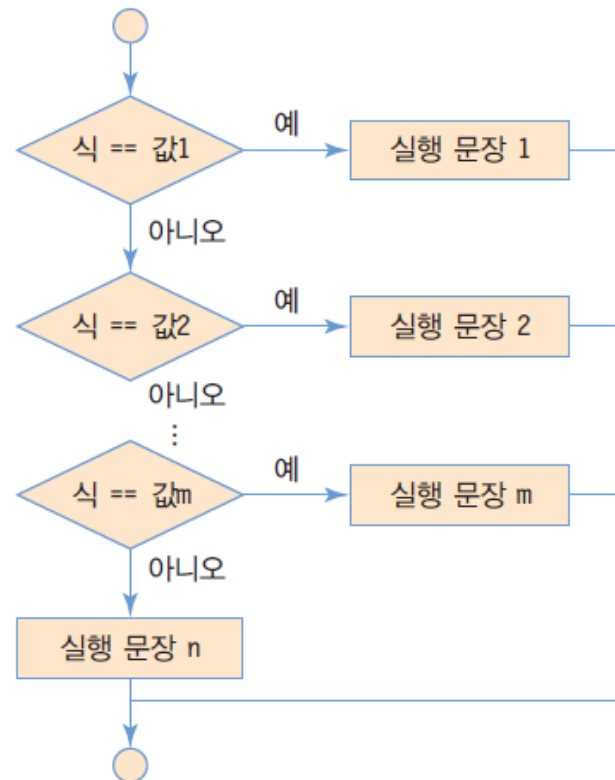 식 == 값1
예
실행 문장 1
아니오
식 == 값2
예
실행 문장 2
아니오
⋮
식 == 값m
예
실행 문장 m
아니오
실행 문장 n